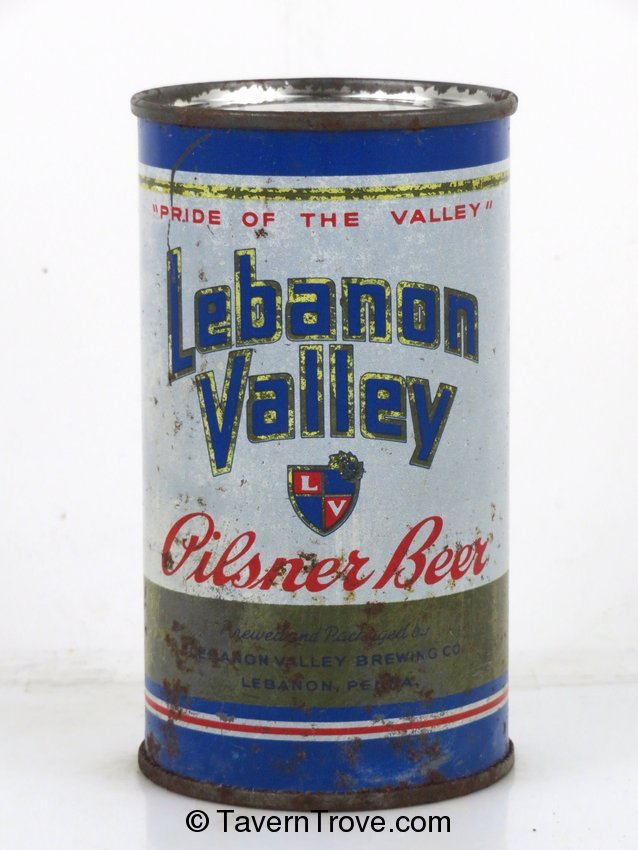 "PRIDE OF THE VALLEY"
Lebanon
Valley
L
V
Pilsner Beer
Brewed and Packaged by
LEBANON VALLEY BREWING CO.
LEBANON, PENNA.
© TavernTrove.com